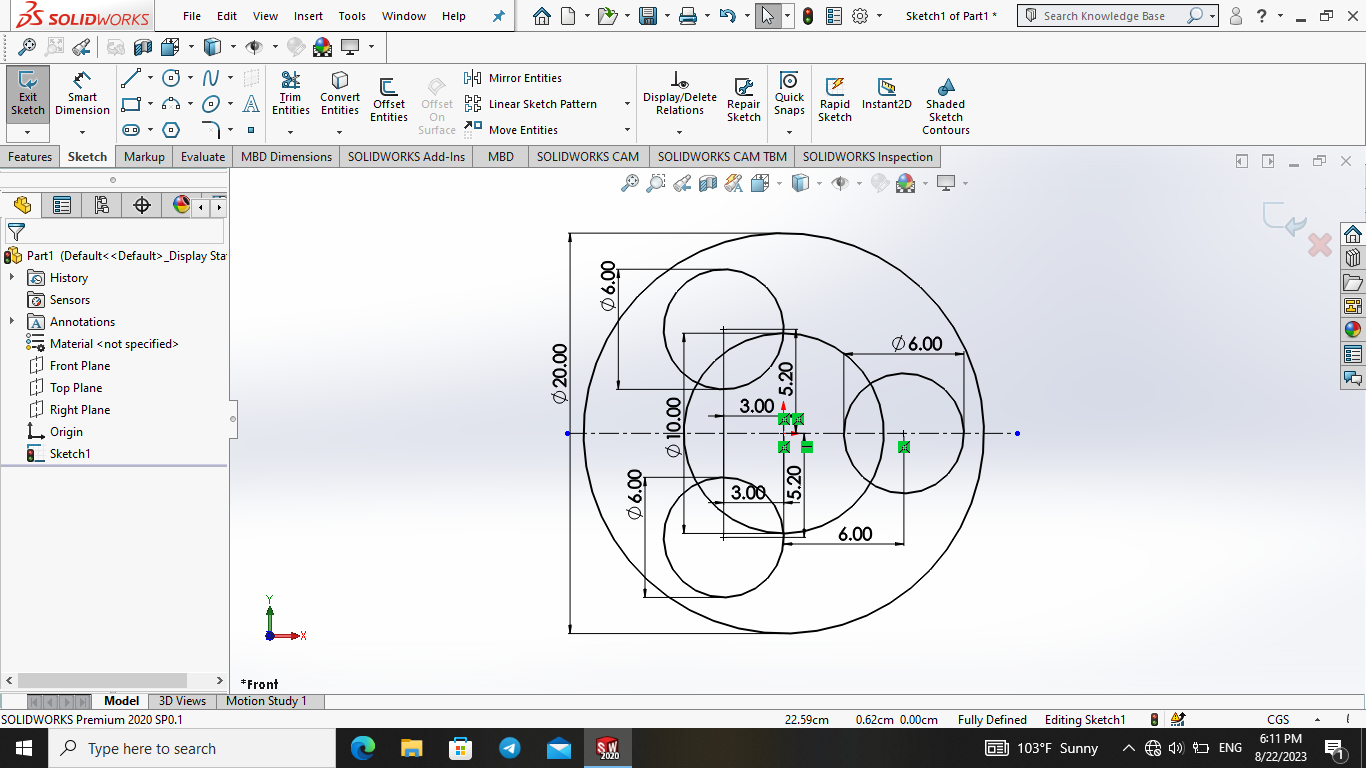 SOLIDWORKS File Edit View Insert Tools Window Help Sketch1 of Part1 * Search Knowledge Base ?
Exit Sketch
Smart Dimension
Trim Entities
Convert Entities
Offset Entities
Offset On Surface
Mirror Entities
Linear Sketch Pattern
Move Entities
Display/Delete Relations
Repair Sketch
Quick Snaps
Rapid Sketch
Instant2D
Shaded Sketch Contours
Features Sketch Markup Evaluate MBD Dimensions SOLIDWORKS Add-Ins MBD SOLIDWORKS CAM SOLIDWORKS CAM TBM SOLIDWORKS Inspection
Part1 (Default<<Default>_Display Sta
History
Sensors
Annotations
Material <not specified>
Front Plane
Top Plane
Right Plane
Origin
Sketch1
∅6.00
∅6.00
∅20.00
5.20
3.00
∅10.00
∅6.00
3.00
5.20
6.00
Y
X
*Front
Model 3D Views Motion Study 1
SOLIDWORKS Premium 2020 SP0.1 22.59cm 0.62cm 0.00cm Fully Defined Editing Sketch1 CGS
Type here to search SW 2020 103°F Sunny ENG 6:11 PM
8/22/2023 1